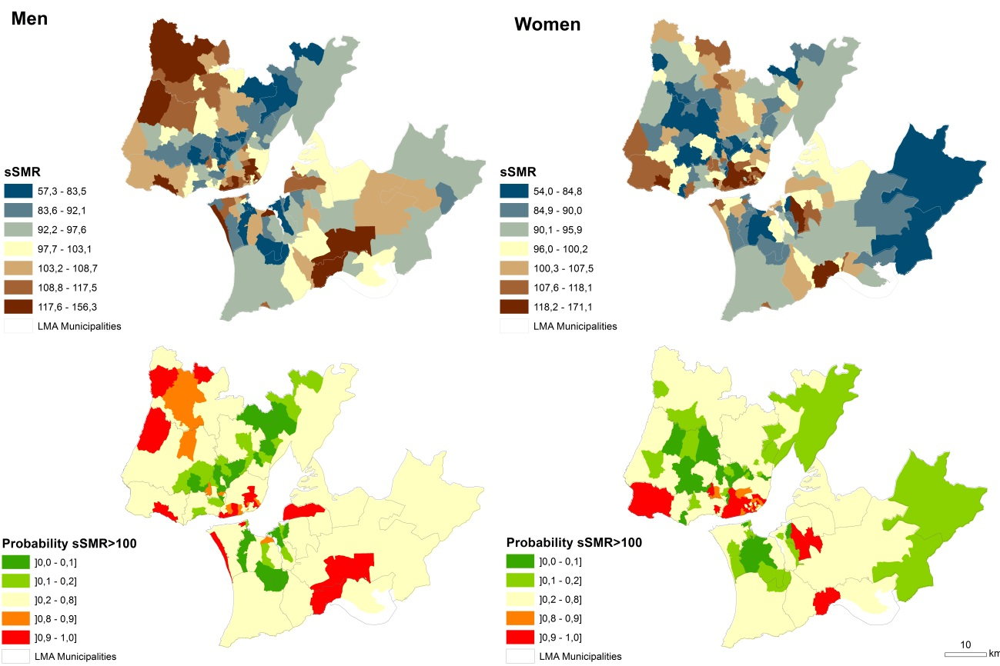 Men
Women
sSMR
57,3 - 83,5
83,6 - 92,1
92,2 - 97,6
97,7 - 103,1
103,2 - 108,7
108,8 - 117,5
117,6 - 156,3
LMA Municipalities
sSMR
54,0 - 84,8
84,9 - 90,0
90,1 - 95,9
96,0 - 100,2
100,3 - 107,5
107,6 - 118,1
118,2 - 171,1
LMA Municipalities
Probability sSMR>100
]0,0 - 0,1]
]0,1 - 0,2]
]0,2 - 0,8]
]0,8 - 0,9]
]0,9 - 1,0]
LMA Municipalities
Probability sSMR>100
]0,0 - 0,1]
]0,1 - 0,2]
]0,2 - 0,8]
]0,8 - 0,9]
]0,9 - 1,0]
LMA Municipalities
10
km